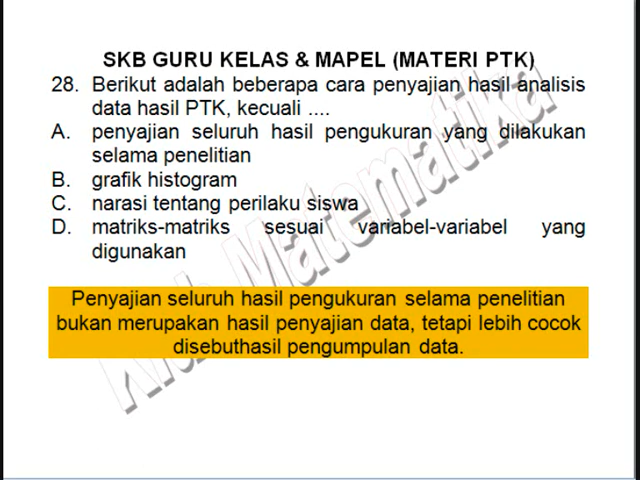 SKB GURU KELAS & MAPEL (MATERI PTK)
28. Berikut adalah beberapa cara penyajian hasil analisis
data hasil PTK, kecuali ....
A. penyajian seluruh hasil pengukuran yang dilakukan
selama penelitian
B. grafik histogram
C. narasi tentang perilaku siswa
D. matriks-matriks sesuai variabel-variabel yang
digunakan
Penyajian seluruh hasil pengukuran selama penelitian
bukan merupakan hasil penyajian data, tetapi lebih cocok
disebuthasil pengumpulan data.